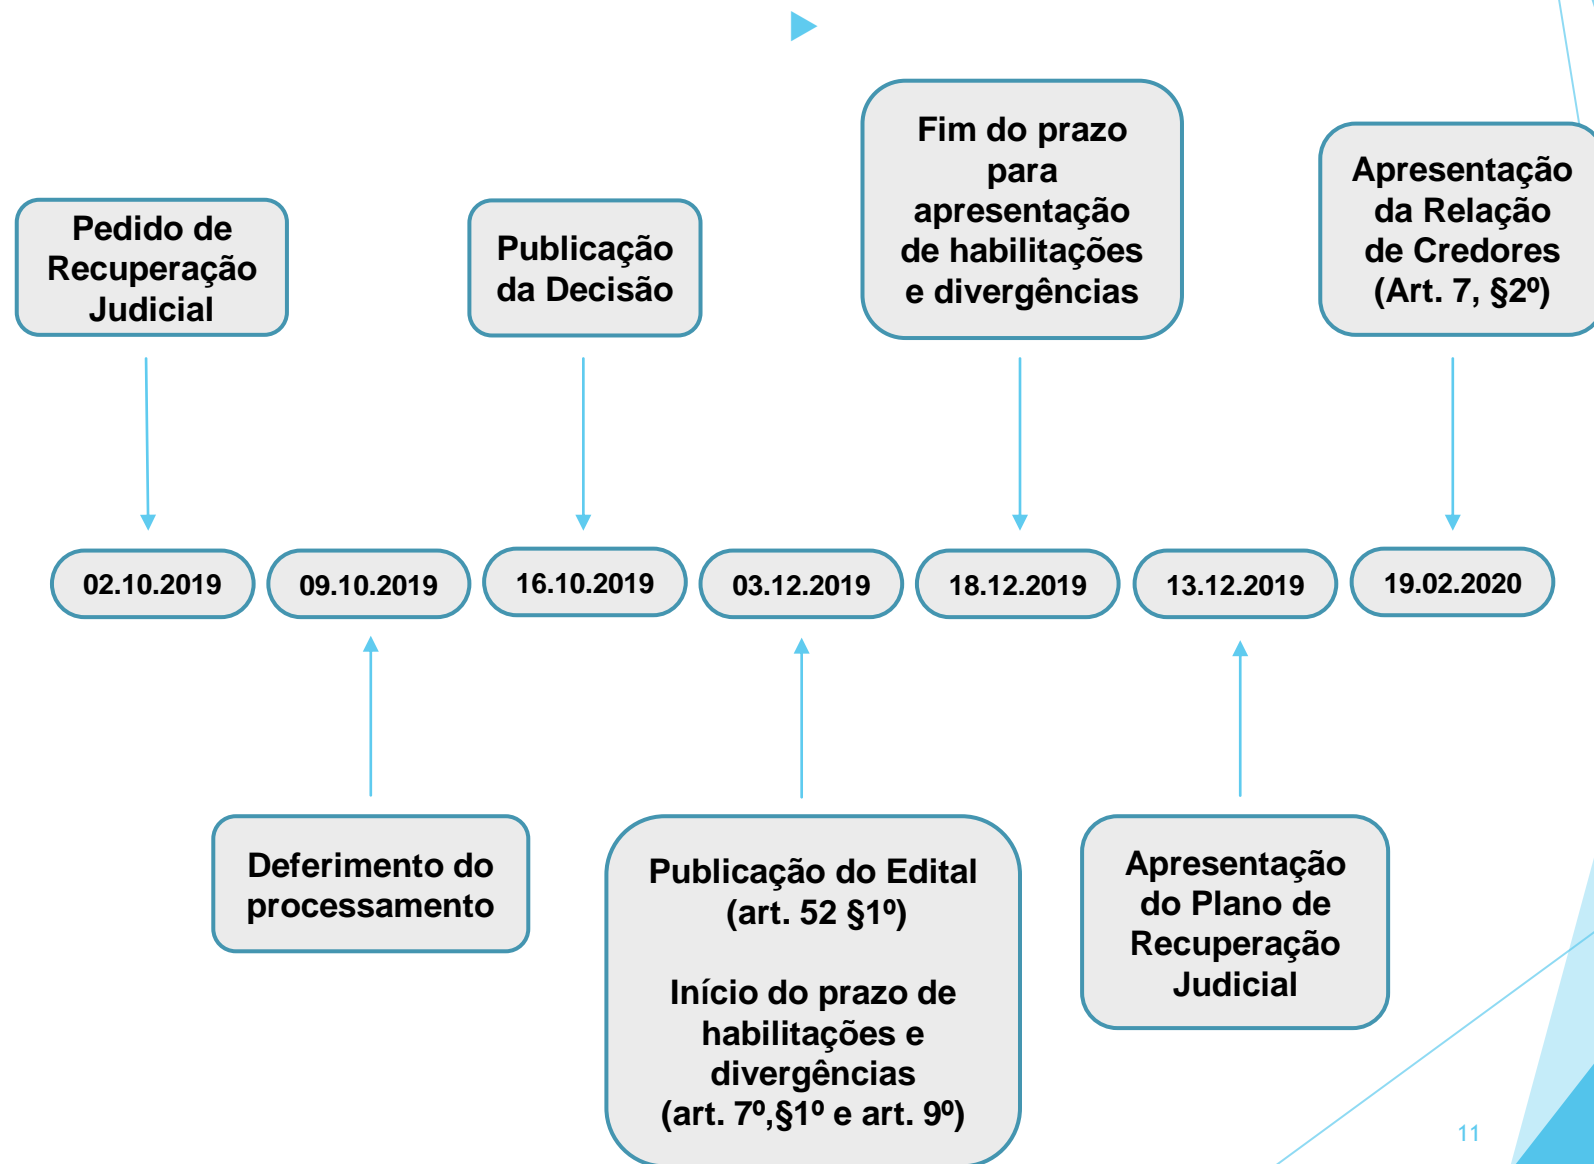 Pedido de
Recuperação
Judicial
Publicação
da Decisão
Fim do prazo
para
apresentação
de habilitações
e divergências
Apresentação
da Relação
de Credores
(Art. 7, §2º)
02.10.2019
09.10.2019
16.10.2019
03.12.2019
18.12.2019
13.12.2019
19.02.2020
Deferimento do
processamento
Publicação do Edital
(art. 52 §1º)
Início do prazo de
habilitações e
divergências
(art. 7º,§1º e art. 9º)
Apresentação
do Plano de
Recuperação
Judicial
11